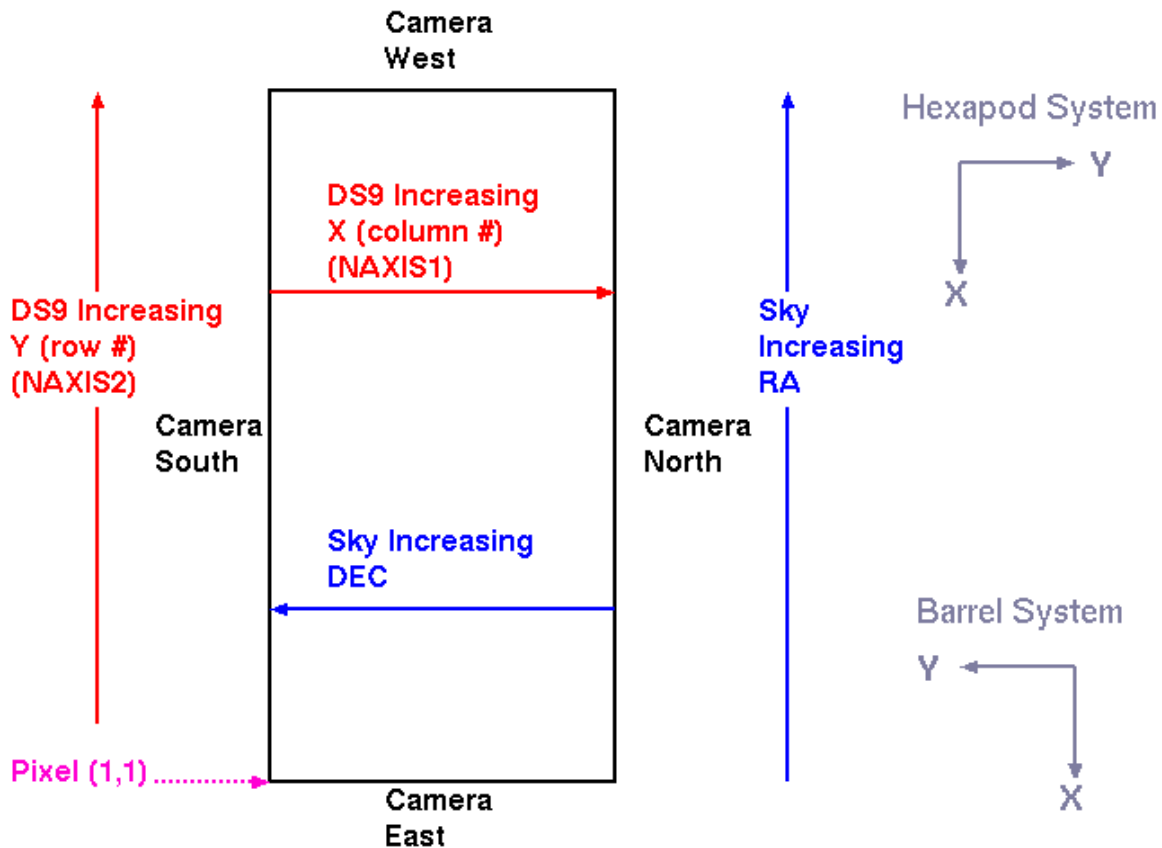 Camera
West
Hexapod System
Y
X
DS9 Increasing
X (column #)
(NAXIS1)
DS9 Increasing
Y (row #)
(NAXIS2)
Sky
Increasing
RA
Camera
South
Camera
North
Sky Increasing
DEC
Barrel System
Y
X
Pixel (1,1)
Camera
East